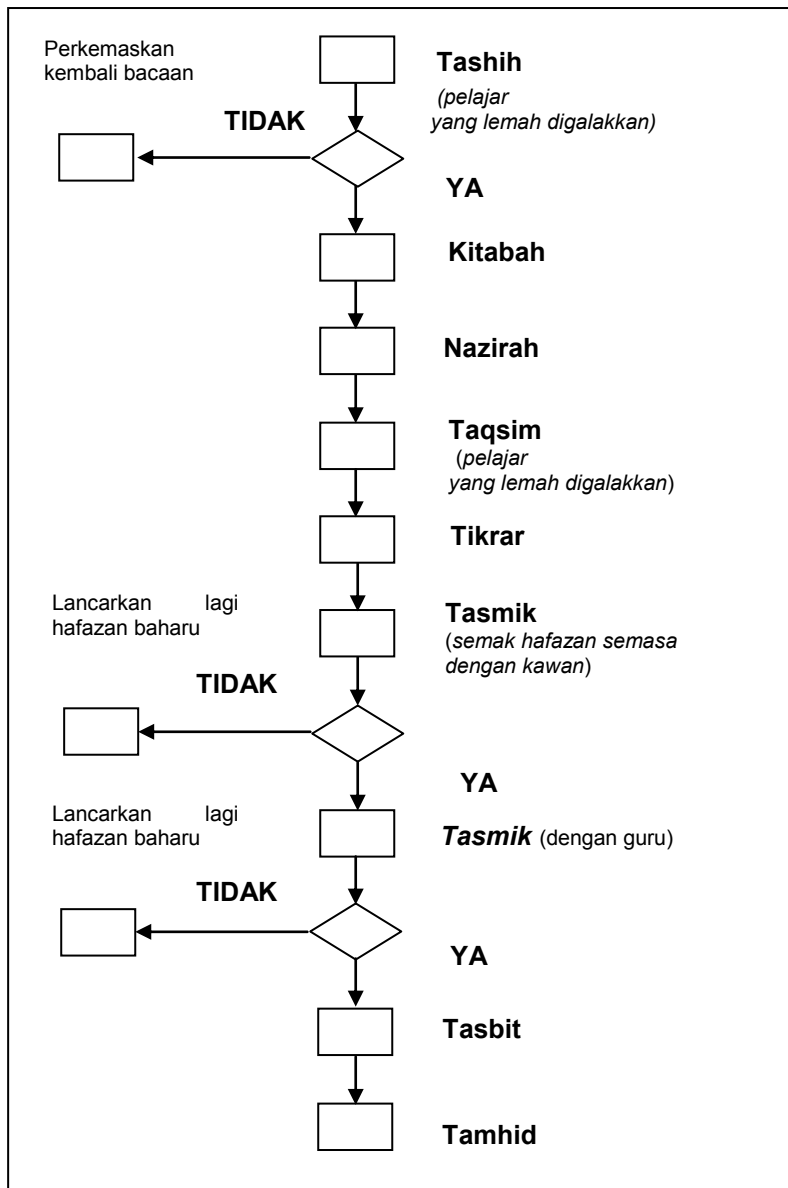 Perkemaskan
kembali bacaan
Tashih
(pelajar
yang lemah digalakkan)
TIDAK
YA
Kitabah
Nazirah
Taqsim
(pelajar
yang lemah digalakkan)
Tikrar
Lancarkan lagi
hafazan baharu
Tasmik
(semak hafazan semasa
dengan kawan)
TIDAK
YA
Lancarkan lagi
hafazan baharu
Tasmik (dengan guru)
TIDAK
YA
Tasbit
Tamhid